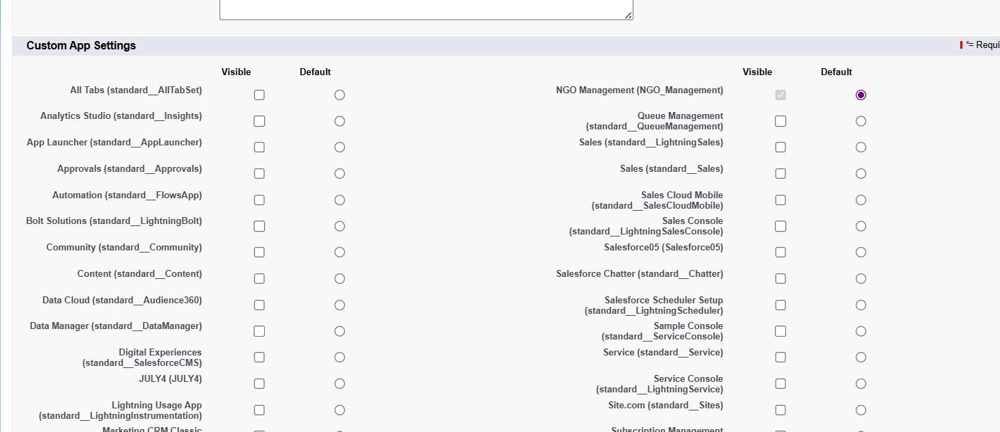 Custom App Settings
*= Requi
Visible Default Visible Default
All Tabs (standard__AllTabSet)
NGO Management (NGO_Management)
Analytics Studio (standard__Insights)
Queue Management
(standard__QueueManagement)
App Launcher (standard__AppLauncher)
Sales (standard__LightningSales)
Approvals (standard__Approvals)
Sales (standard__Sales)
Automation (standard__FlowsApp)
Sales Cloud Mobile
(standard__SalesCloudMobile)
Bolt Solutions (standard__LightningBolt)
Sales Console
(standard__LightningSalesConsole)
Community (standard__Community)
Salesforce05 (Salesforce05)
Content (standard__Content)
Salesforce Chatter (standard__Chatter)
Data Cloud (standard__Audience360)
Salesforce Scheduler Setup
(standard__LightningScheduler)
Data Manager (standard__DataManager)
Sample Console
(standard__ServiceConsole)
Digital Experiences
(standard__SalesforceCMS)
Service (standard__Service)
JULY4 (JULY4)
Service Console
(standard__LightningService)
Lightning Usage App
(standard__LightningInstrumentation)
Site.com (standard__Sites)
Marketing CRM Classic
Subscription Management